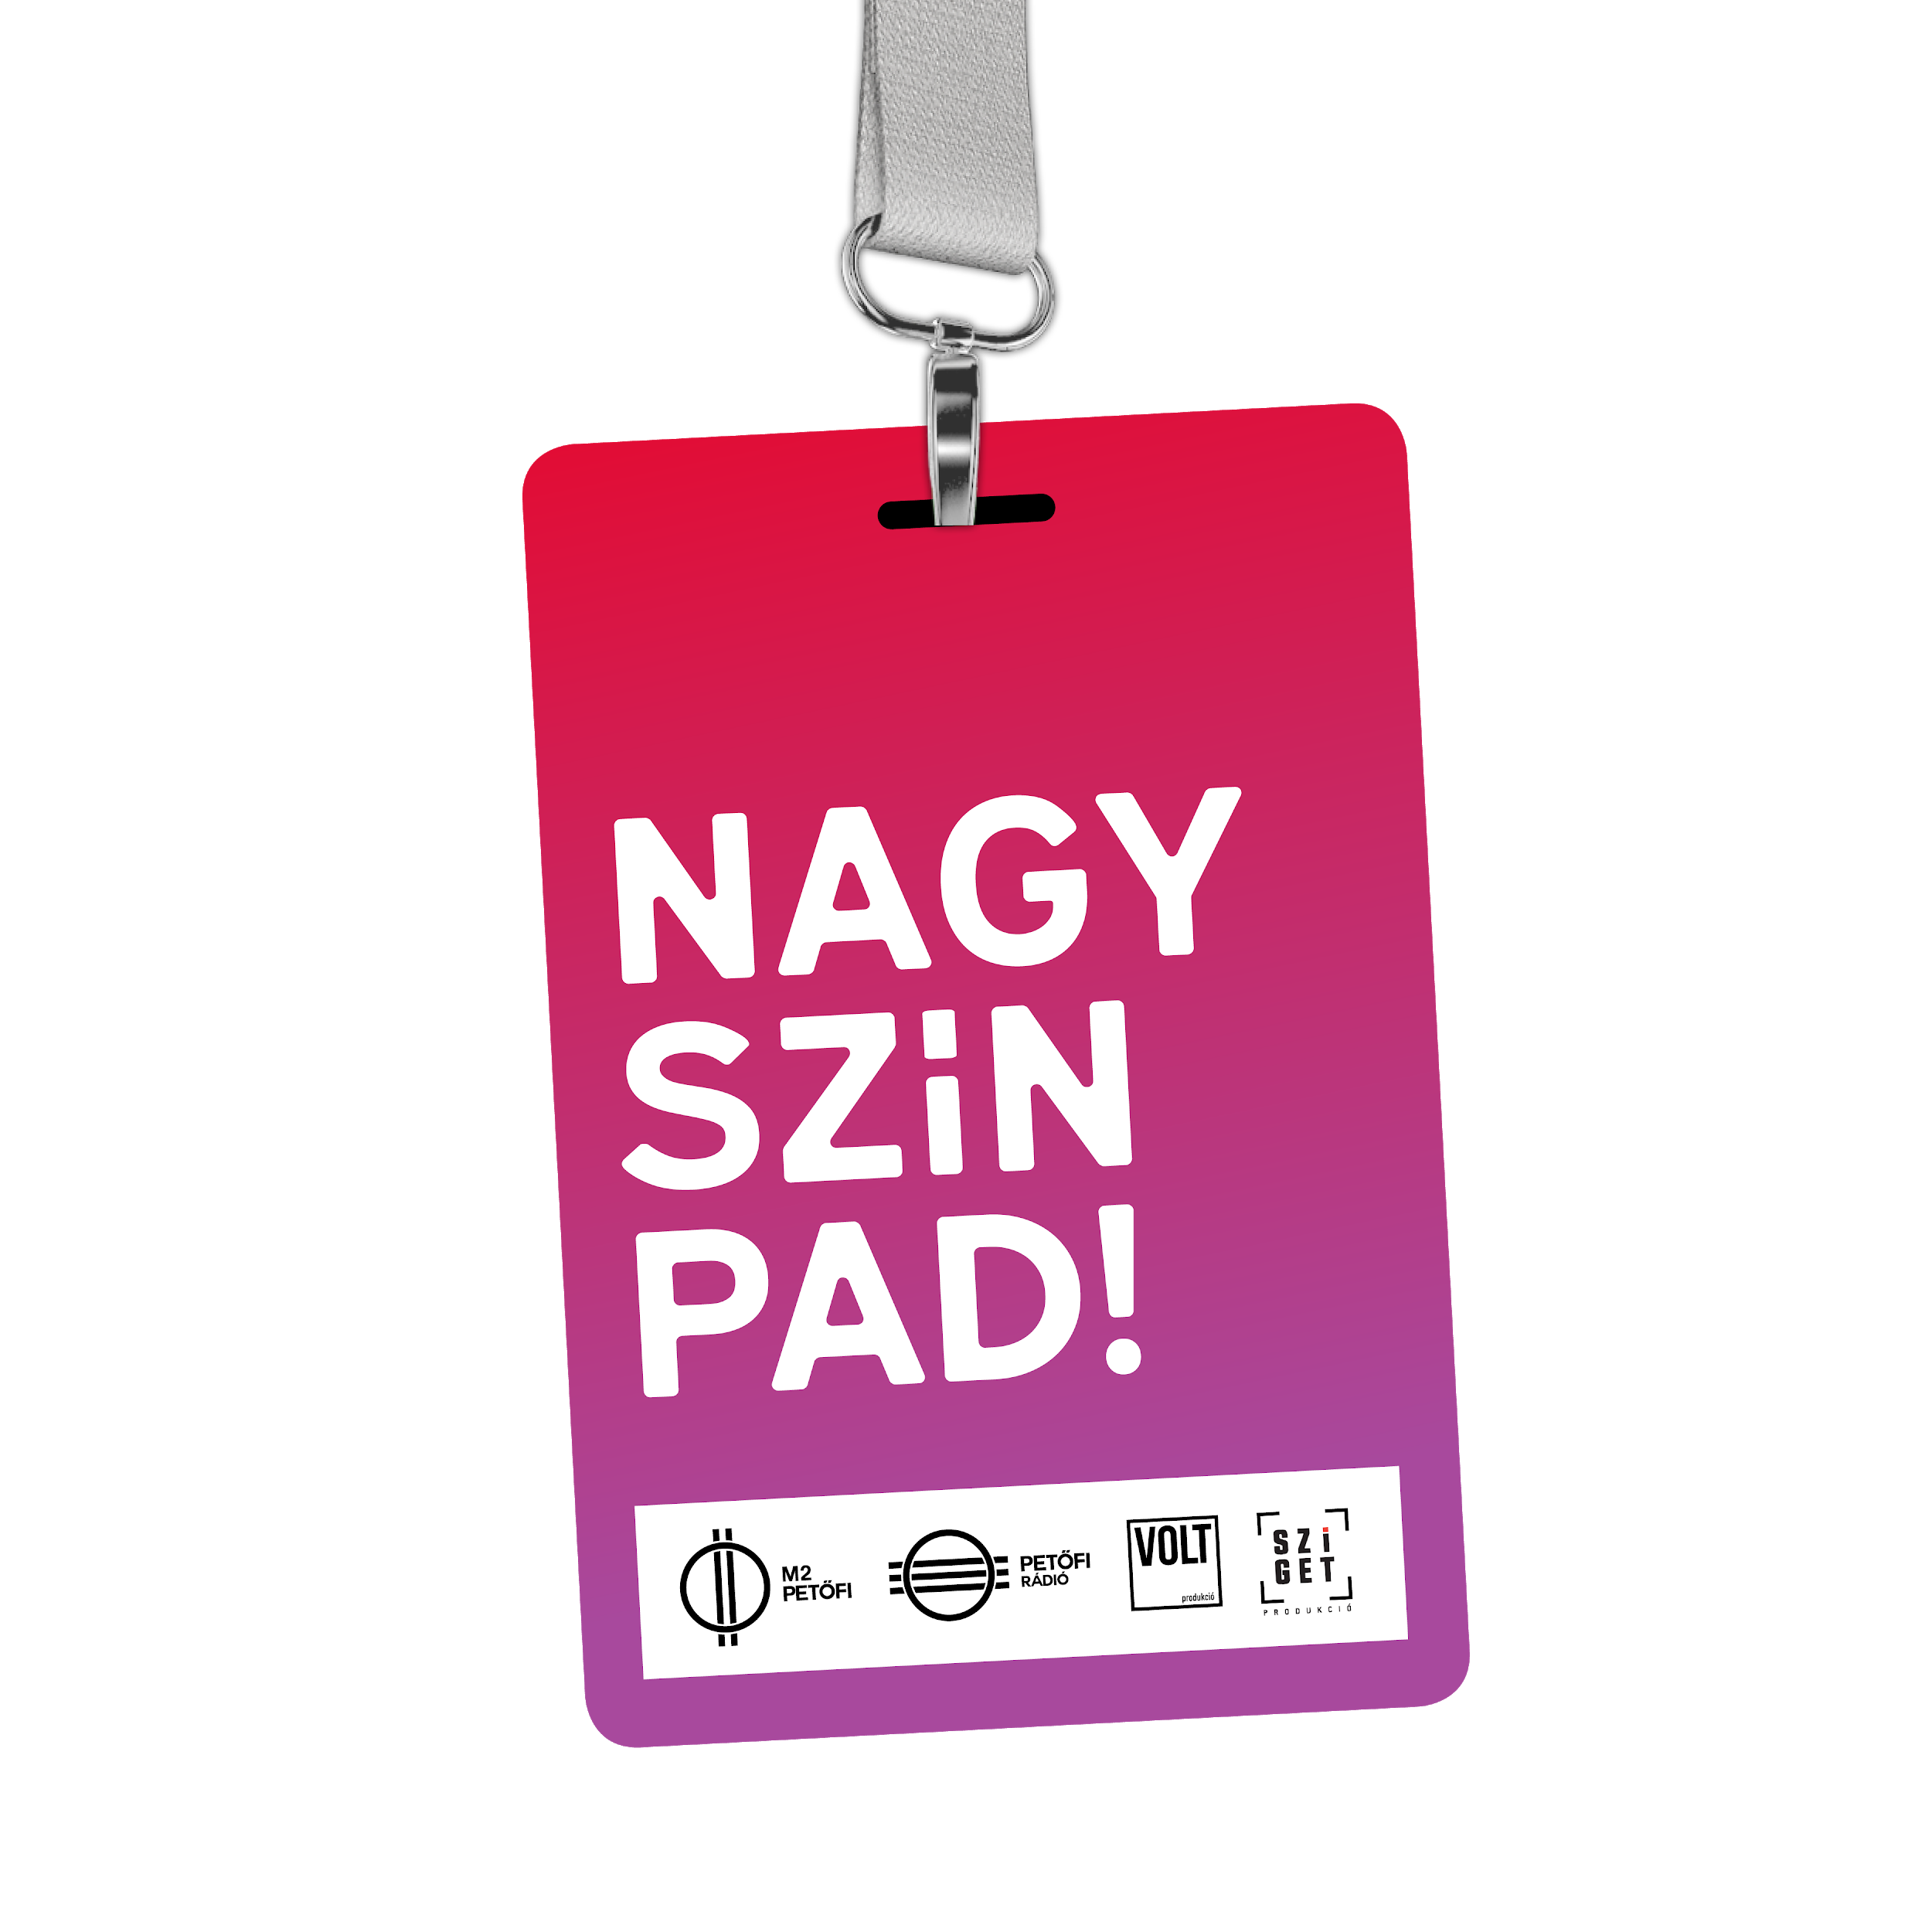 NAGY
SZiN
PAD!
M2
PETŐFI
PETŐFI
RÁDIÓ
VOLT
produkció
SZi
GET
PRODUKCIÓ